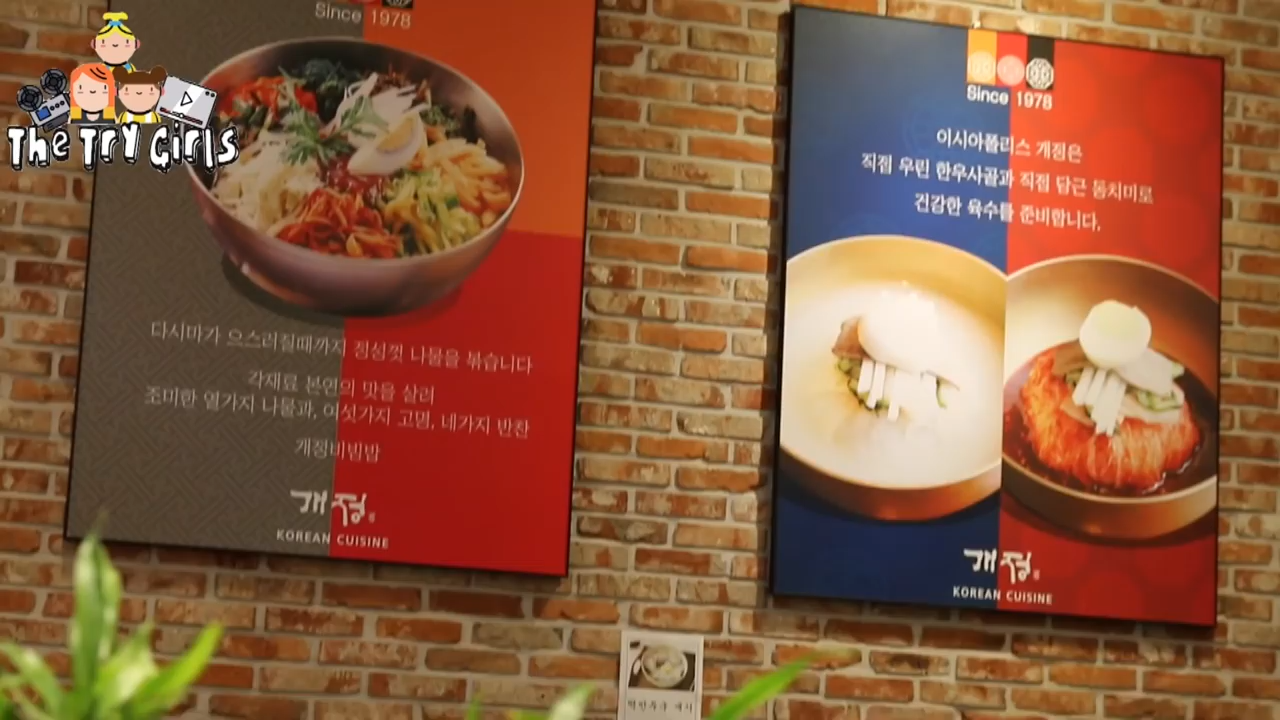 The Try Girls
Since 1978
다시마가 으스러질때까지 정성껏 나물을 볶습니다
각재료 본연의 맛을 살려
조미한 열가지 나물과, 여섯가지 고명, 네가지 반찬
개정비빔밥
개정
KOREAN CUISINE
Since 1978
이시아폴리스 개정은
직접 우린 한우사골과 직접 담근 동치미로
건강한 육수를 준비합니다.
개정
KOREAN CUISINE